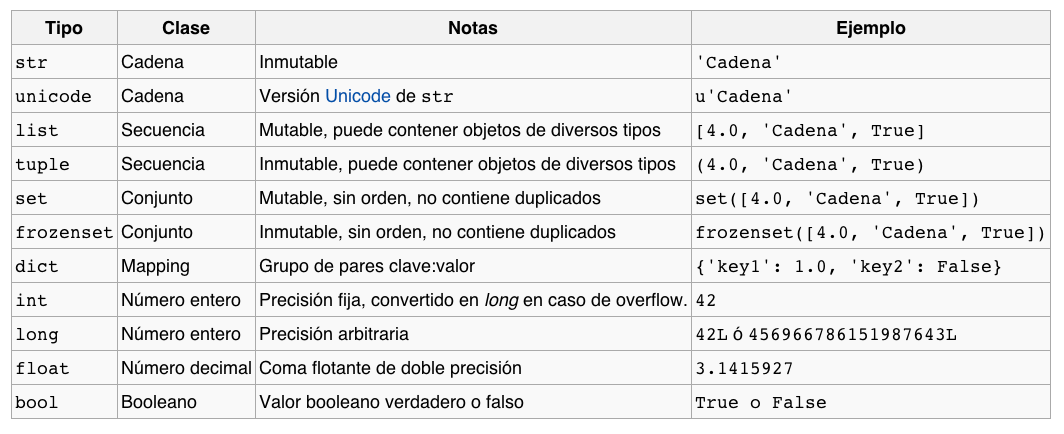 Tipo Clase Notas Ejemplo
str Cadena Inmutable 'Cadena'
unicode Cadena Versión Unicode de str u'Cadena'
list Secuencia Mutable, puede contener objetos de diversos tipos [4.0, 'Cadena', True]
tuple Secuencia Inmutable, puede contener objetos de diversos tipos (4.0, 'Cadena', True)
set Conjunto Mutable, sin orden, no contiene duplicados set([4.0, 'Cadena', True])
frozenset Conjunto Inmutable, sin orden, no contiene duplicados frozenset([4.0, 'Cadena', True])
dict Mapping Grupo de pares clave:valor {'key1': 1.0, 'key2': False}
int Número entero Precisión fija, convertido en long en caso de overflow. 42
long Número entero Precisión arbitraria 42L ó 456966786151987643L
float Número decimal Coma flotante de doble precisión 3.1415927
bool Booleano Valor booleano verdadero o falso True o False